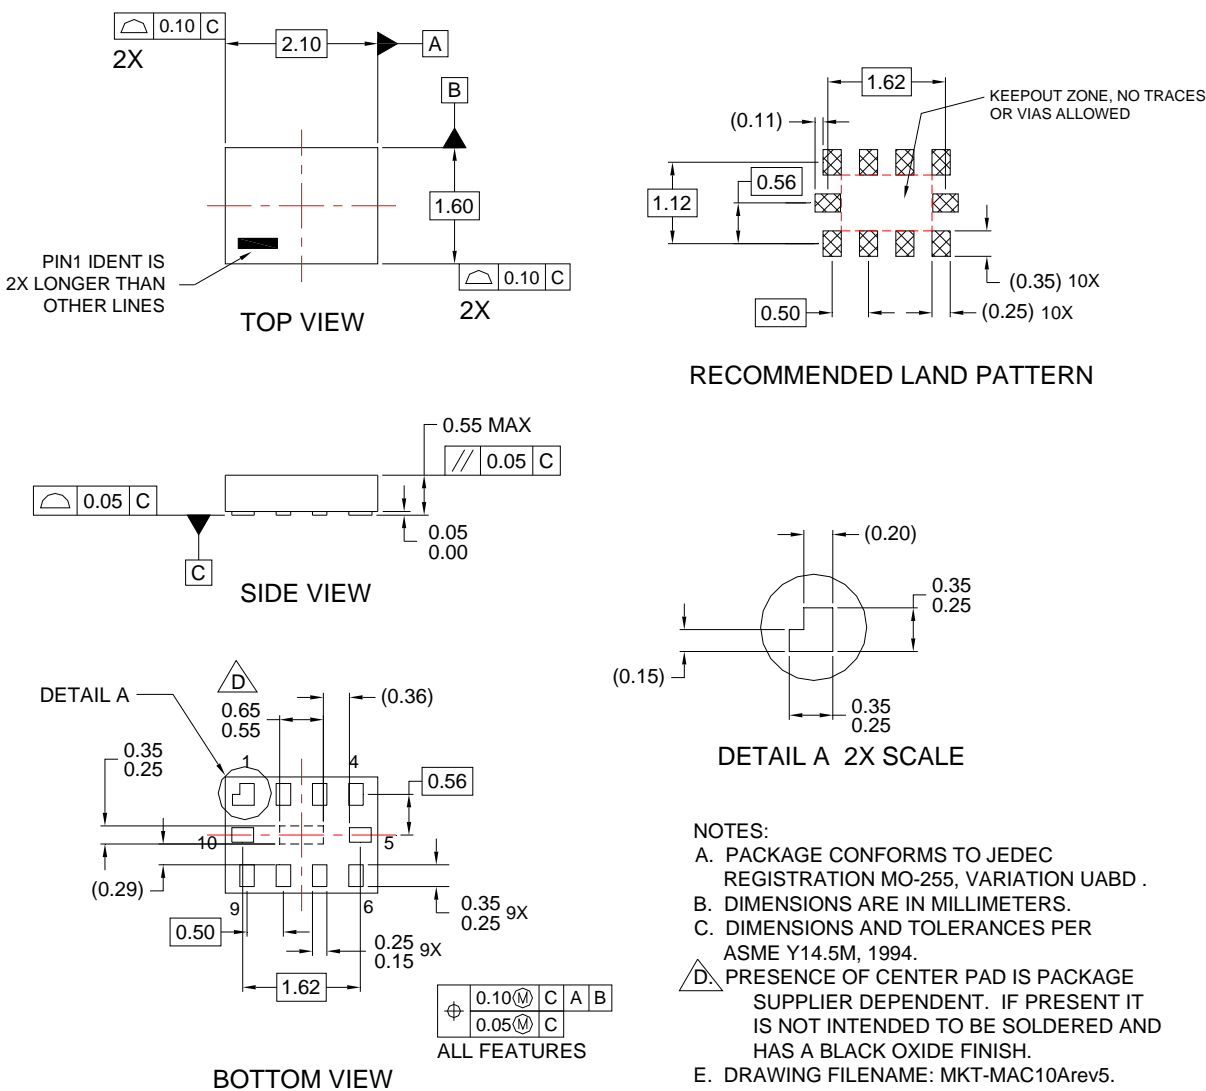 0.10 C
2X
2.10
A
B
1.60
PIN1 IDENT IS
2X LONGER THAN
OTHER LINES
0.10 C
2X
TOP VIEW
1.62
KEEPOUT ZONE, NO TRACES
OR VIAS ALLOWED
(0.11)
0.56
1.12
(0.35) 10X
0.50
(0.25) 10X
RECOMMENDED LAND PATTERN
0.55 MAX
// 0.05 C
0.05 C
0.05
0.00
C
SIDE VIEW
(0.20)
0.35
0.25
(0.15)
0.35
0.25
DETAIL A 2X SCALE
D
DETAIL A
(0.36)
0.65
0.55
0.35
0.25
1
4
0.56
10
5
(0.29)
9
6
0.35
0.25 9X
0.50
0.25
0.15 9X
1.62
0.10 M C A B
0.05 M C
ALL FEATURES
BOTTOM VIEW
NOTES:
A. PACKAGE CONFORMS TO JEDEC
REGISTRATION MO-255, VARIATION UABD .
B. DIMENSIONS ARE IN MILLIMETERS.
C. DIMENSIONS AND TOLERANCES PER
ASME Y14.5M, 1994.
D. PRESENCE OF CENTER PAD IS PACKAGE
SUPPLIER DEPENDENT. IF PRESENT IT
IS NOT INTENDED TO BE SOLDERED AND
HAS A BLACK OXIDE FINISH.
E. DRAWING FILENAME: MKT-MAC10Arev5.